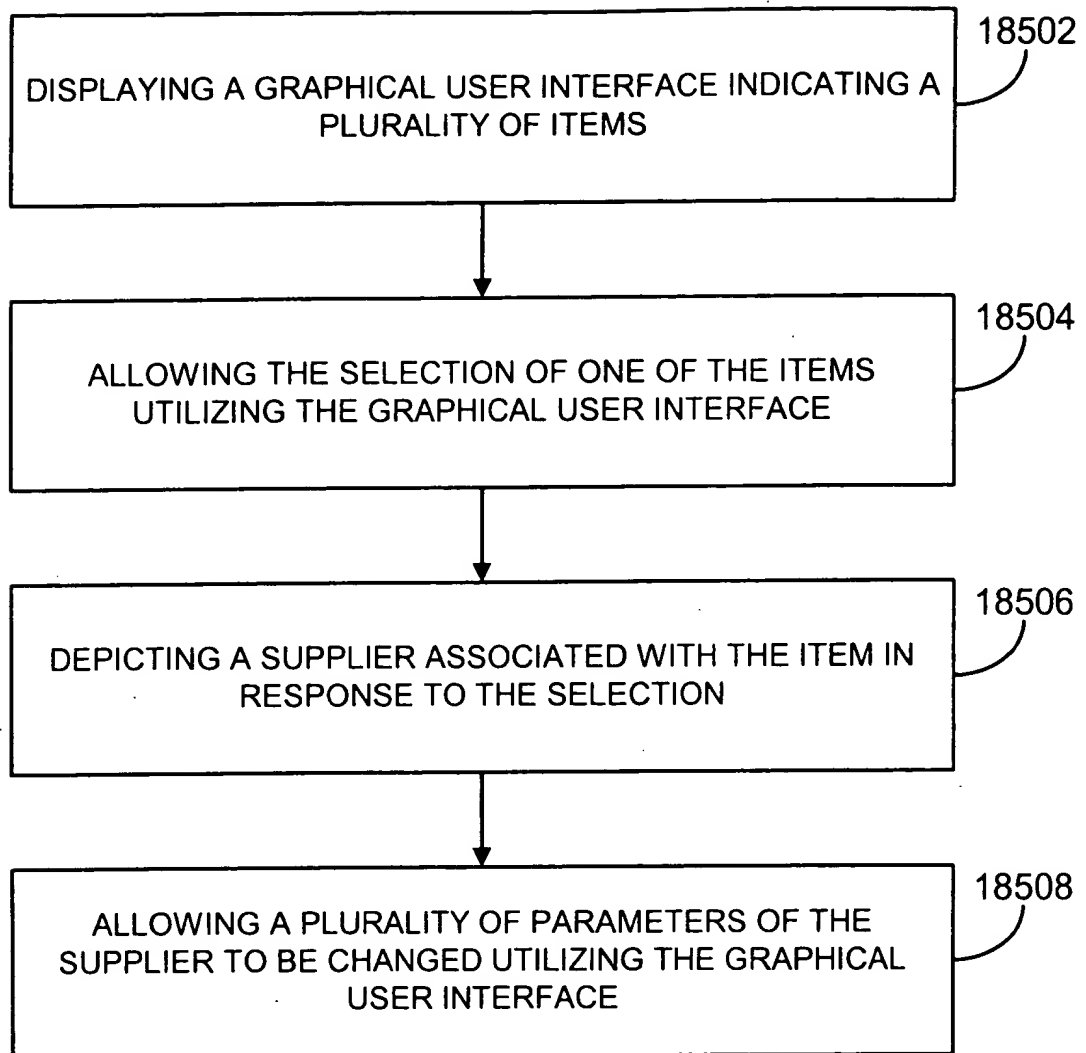 18502
DISPLAYING A GRAPHICAL USER INTERFACE INDICATING A
PLURALITY OF ITEMS
18504
ALLOWING THE SELECTION OF ONE OF THE ITEMS
UTILIZING THE GRAPHICAL USER INTERFACE
18506
DEPICTING A SUPPLIER ASSOCIATED WITH THE ITEM IN
RESPONSE TO THE SELECTION
18508
ALLOWING A PLURALITY OF PARAMETERS OF THE
SUPPLIER TO BE CHANGED UTILIZING THE GRAPHICAL
USER INTERFACE